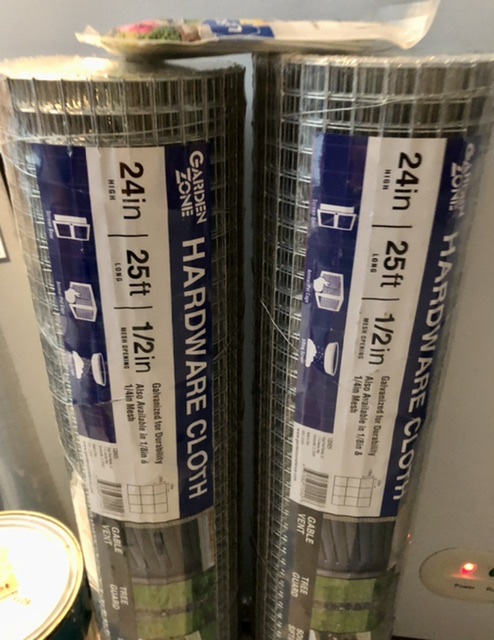 GARDEN
ZONE
HARDWARE CLOTH
24in | 25ft | 1/2in
HIGH
LONG
MESH OPENING
Galvanized for Durability
Also Available in 1/8in &
1/4in Mesh
GABLE
VENT
TREE
GUARD
GARDEN
ZONE
HARDWARE CLOTH
24in | 25ft | 1/2in
HIGH
LONG
MESH OPENING
Galvanized for Durability
Also Available in 1/8in &
1/4in Mesh
GABLE
VENT
TREE
GUARD
Power